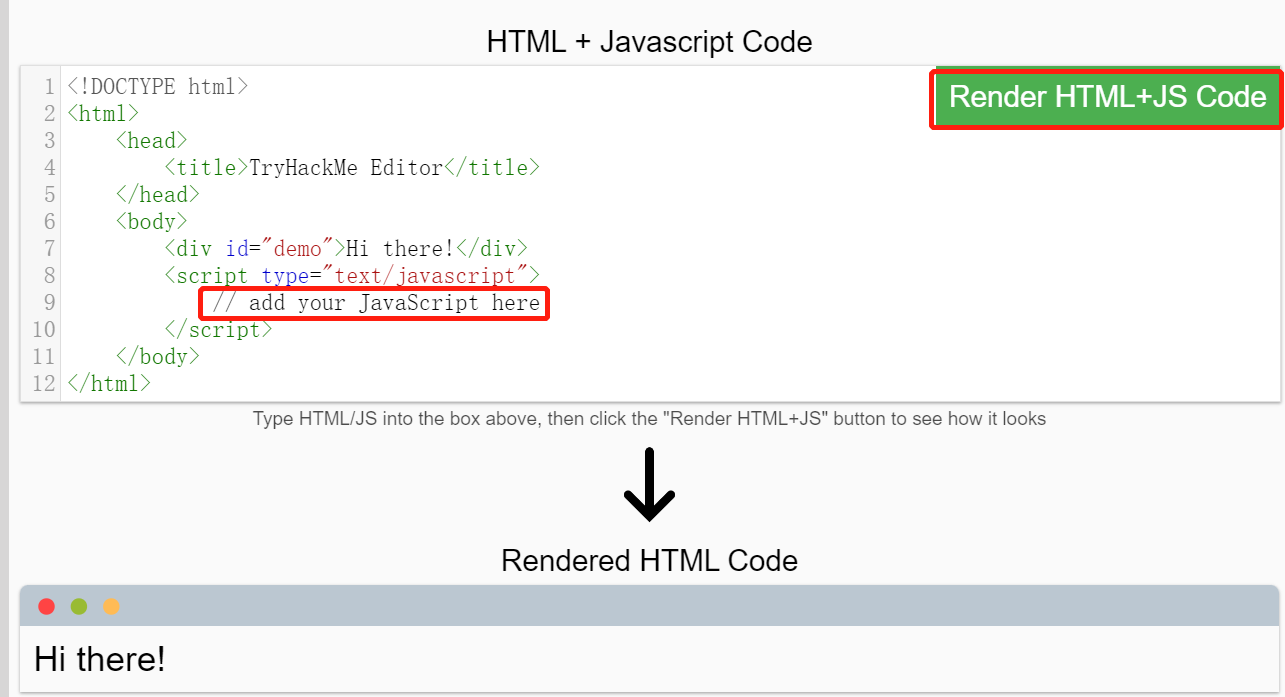 HTML + Javascript Code
Render HTML+JS Code
1 <!DOCTYPE html>
2 <html>
3     <head>
4         <title>TryHackMe Editor</title>
5     </head>
6     <body>
7         <div id="demo">Hi there!</div>
8         <script type="text/javascript">
9             // add your JavaScript here
10         </script>
11     </body>
12 </html>
Type HTML/JS into the box above, then click the "Render HTML+JS" button to see how it looks
Rendered HTML Code
Hi there!